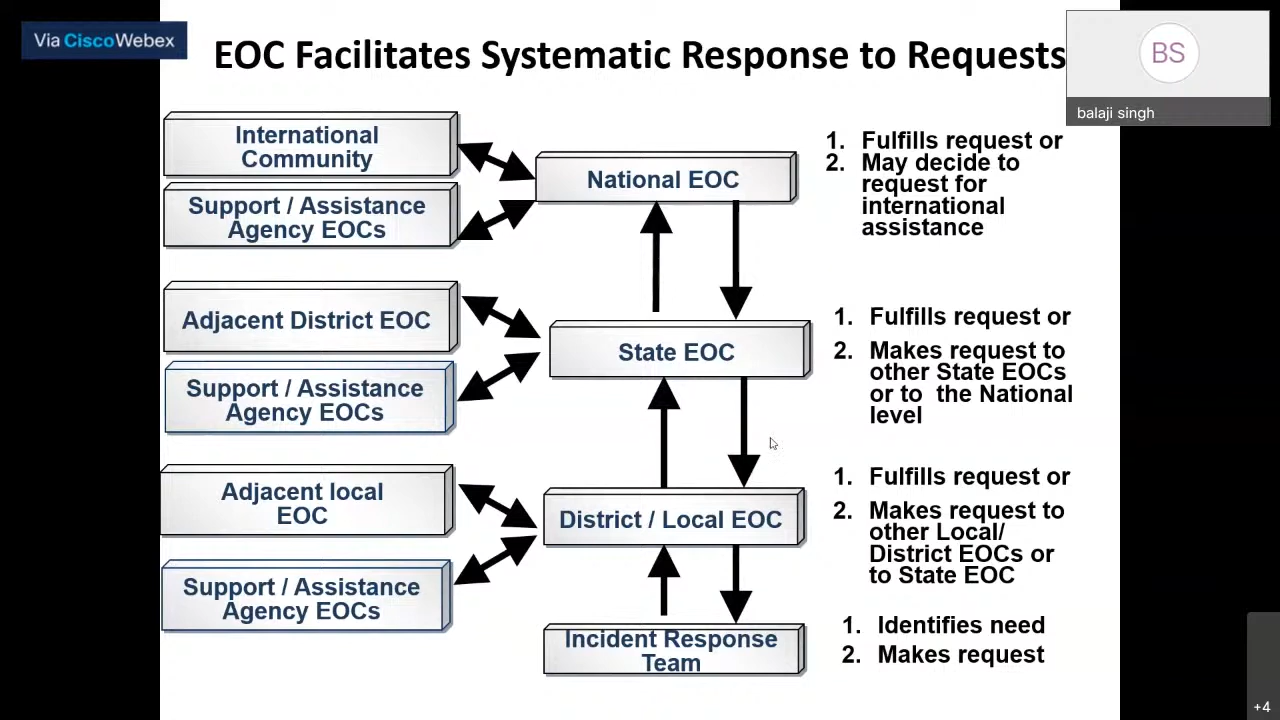 Via CiscoWebex
EOC Facilitates Systematic Response to Requests
BS
balaji singh
International
Community
Support / Assistance
Agency EOCs
National EOC
1. Fulfills request or
2. May decide to
request for
international
assistance
Adjacent District EOC
Support / Assistance
Agency EOCs
State EOC
1. Fulfills request or
2. Makes request to
other State EOCs
or to the National
level
Adjacent local
EOC
Support / Assistance
Agency EOCs
District / Local EOC
1. Fulfills request or
2. Makes request to
other Local/
District EOCs or
to State EOC
Incident Response
Team
1. Identifies need
2. Makes request
+4